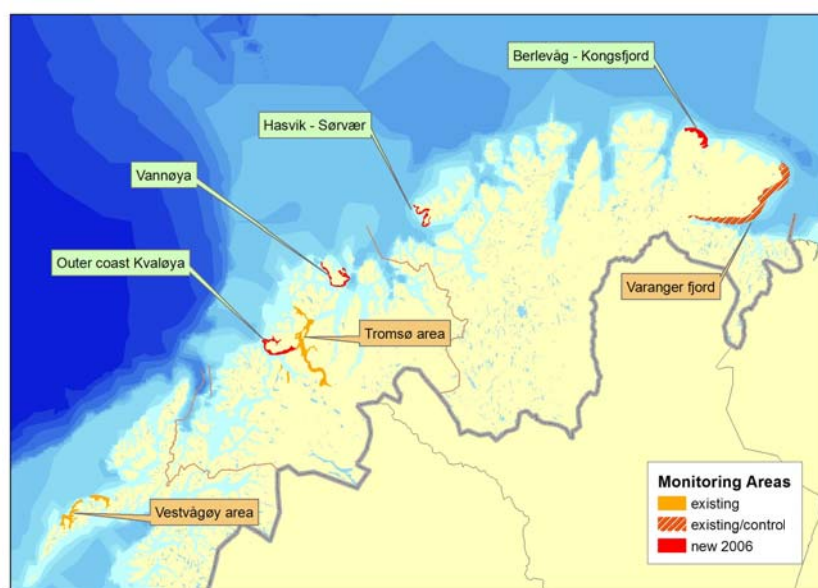 Berlevåg - Kongsfjord
Hasvik - Sørvær
Vannøya
Outer coast Kvaløya
Tromsø area
Varanger fjord
Vestvågøy area
Monitoring Areas
existing
existing/control
new 2006